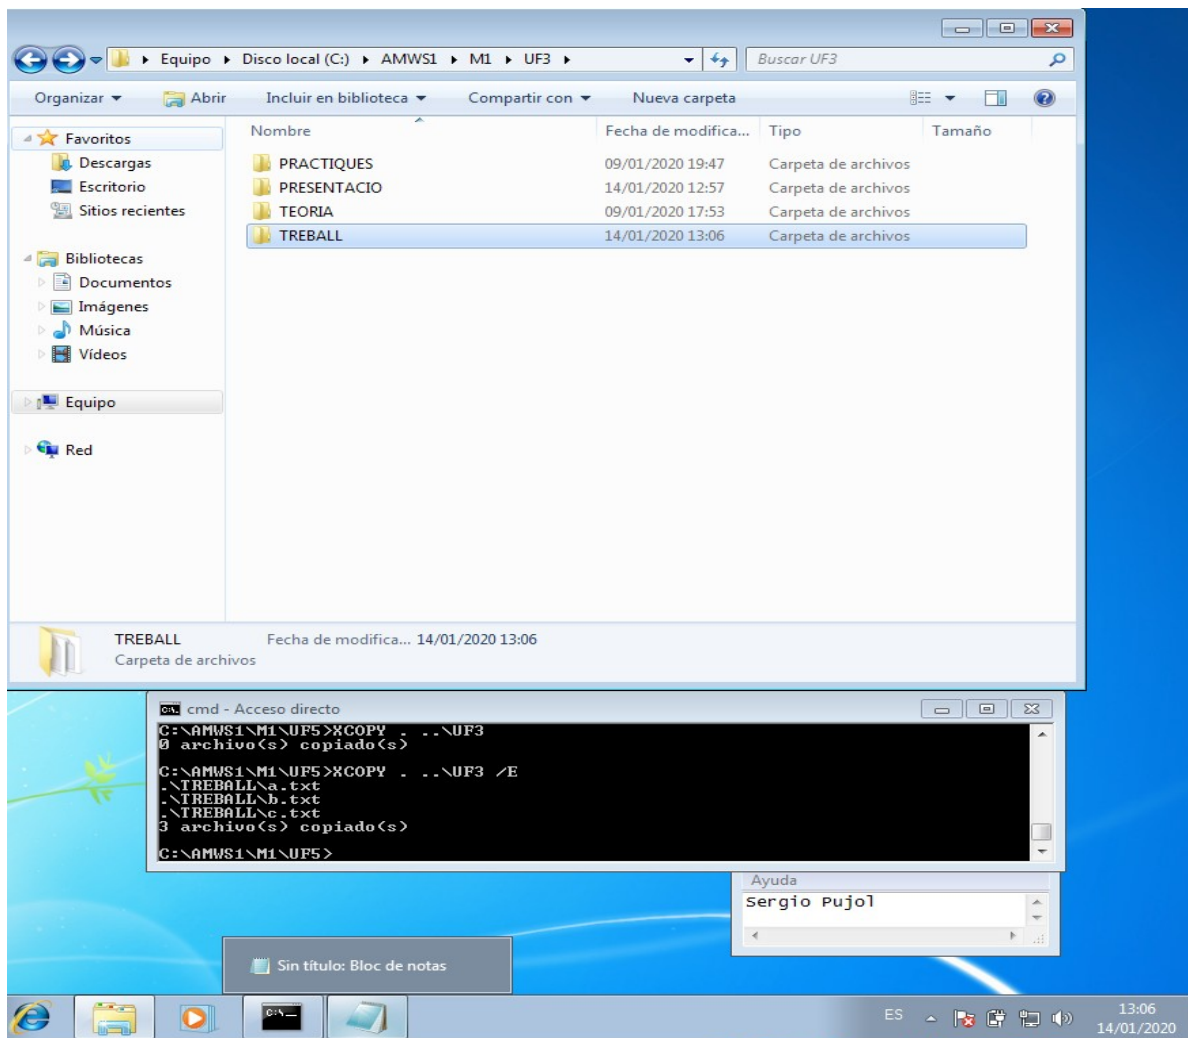 Equipo ▸ Disco local (C:) ▸ AMWS1 ▸ M1 ▸ UF3 ▸
Buscar UF3
Organizar Abrir Incluir en biblioteca Compartir con Nueva carpeta
Favoritos
Descargas
Escritorio
Sitios recientes
Bibliotecas
Documentos
Imágenes
Música
Vídeos
Equipo
Red
Nombre Fecha de modifica... Tipo Tamaño
PRACTIQUES 09/01/2020 19:47 Carpeta de archivos
PRESENTACIO 14/01/2020 12:57 Carpeta de archivos
TEORIA 09/01/2020 17:53 Carpeta de archivos
TREBALL 14/01/2020 13:06 Carpeta de archivos
TREBALL Fecha de modifica... 14/01/2020 13:06
Carpeta de archivos
C:\. cmd - Acceso directo
C:\AMWS1\M1\UF5>XCOPY . ..\UF3
0 archivo(s) copiado(s)
C:\AMWS1\M1\UF5>XCOPY . ..\UF3 /E
.\TREBALL\a.txt
.\TREBALL\b.txt
.\TREBALL\c.txt
3 archivo(s) copiado(s)
C:\AMWS1\M1\UF5>
Ayuda
Sergio Pujol
Sin título: Bloc de notas
C:\
ES
13:06
14/01/2020